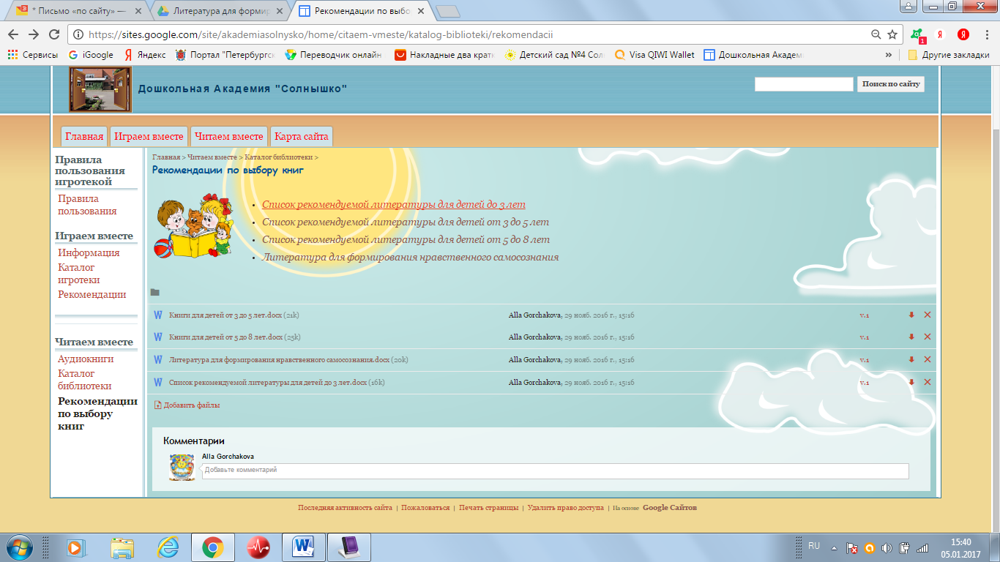 * Письмо «по сайту» —
Литература для формир
Рекомендации по выбо
https://sites.google.com/site/akademiasolnysko/home/citaem-vmeste/katalog-biblioteki/rekomendacii
Сервисы
iGoogle
Яндекс
Портал "Петербургск
Переводчик онлайн
Накладные два кратк
Детский сад №4 Сол
Visa QIWI Wallet
Дошкольная Академ
»
Другие закладки
Дошкольная Академия "Солнышко"
Поиск по сайту
Главная
Играем вместе
Читаем вместе
Карта сайта
Правила
пользования
игротекой
Правила
пользования
Играем вместе
Информация
Каталог
игротеки
Рекомендации
Читаем вместе
Аудиокниги
Каталог
библиотеки
Рекомендации
по выбору
книг
Главная > Читаем вместе > Каталог библиотеки >
Рекомендации по выбору книг
• Список рекомендуемой литературы для детей до 3 лет
• Список рекомендуемой литературы для детей от 3 до 5 лет
• Список рекомендуемой литературы для детей от 5 до 8 лет
• Литература для формирования нравственного самосознания
Книги для детей от 3 до 5 лет.docx (21k) Alla Gorchakova, 29 нояб. 2016 г., 15:16 v.1
Книги для детей от 5 до 8 лет.docx (25k) Alla Gorchakova, 29 нояб. 2016 г., 15:16 v.1
Литература для формирования нравственного самосознания.docx (20k) Alla Gorchakova, 29 нояб. 2016 г., 15:16 v.1
Список рекомендуемой литературы для детей до 3 лет.docx (16k) Alla Gorchakova, 29 нояб. 2016 г., 15:16 v.1
Добавить файлы
Комментарии
Alla Gorchakova
Добавьте комментарий
Последняя активность сайта | Пожаловаться | Печать страницы | Удалить право доступа | На основе Google Сайтов
RU
15:40
05.01.2017